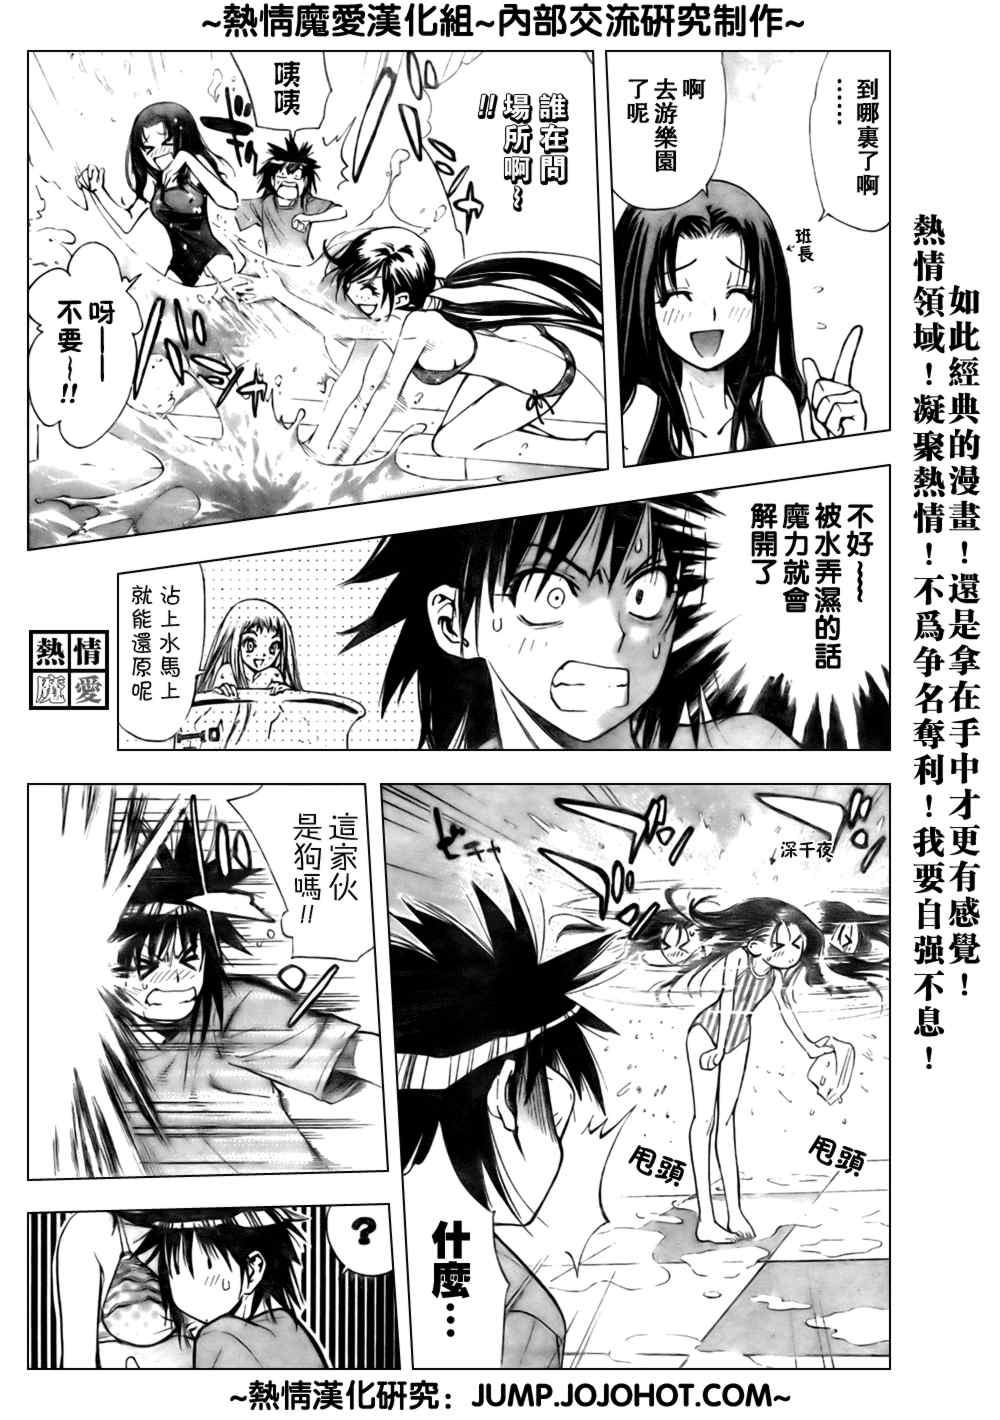 ~熱情魔愛漢化組~內部交流研究制作~
到哪裏了啊
……
啊
去游樂園
了呢
班長
誰在問
場所啊~
!!
咦咦
呀——
不要~!!
不好~~
被水弄濕的話
魔力就會
解開了
沾上水馬上
就能還原呢
熱情
魔愛
深千夜
甩頭
甩頭
什麼…
這家伙
是狗嗎!!
?
如此經典的漫畫！還是拿在手中才更有感覺！
熱情領域！凝聚熱情！不爲争名奪利！我要自强不息！
~熱情漢化研究：JUMP.JOJOHOT.COM~